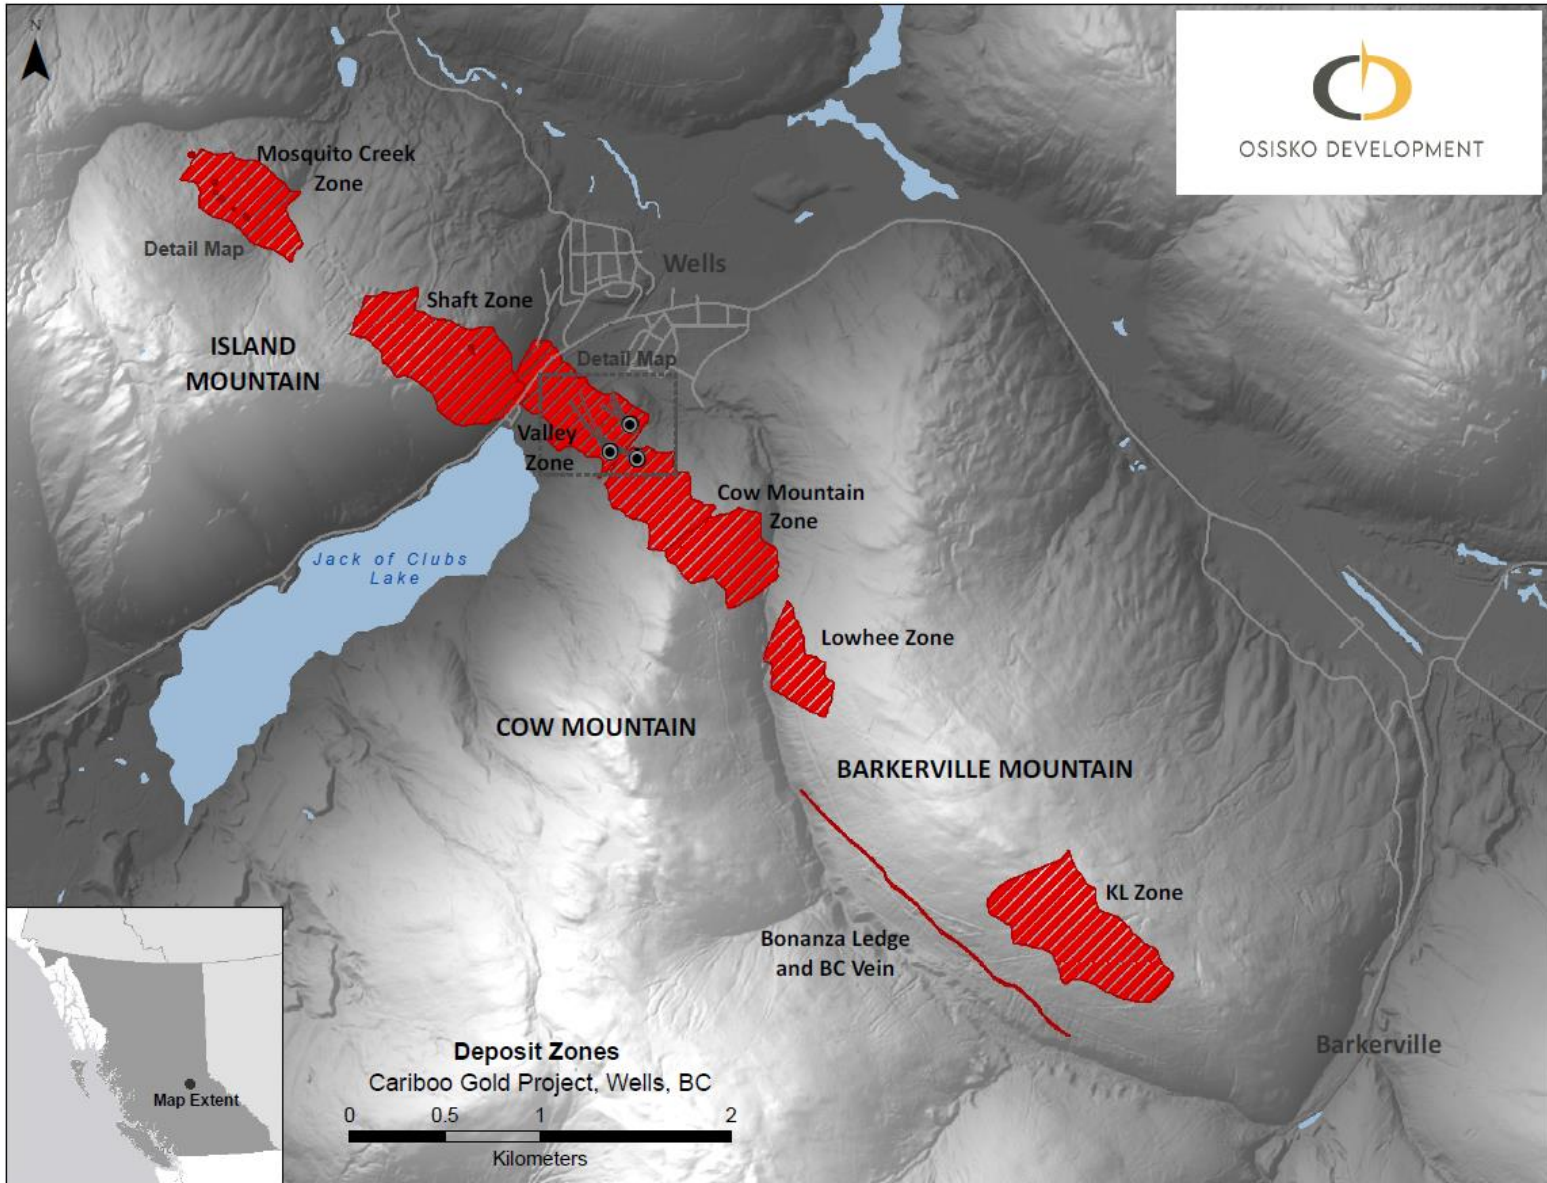 N
OSISKO DEVELOPMENT
Mosquito Creek
Zone
Detail Map
Wells
Shaft Zone
ISLAND
MOUNTAIN
Detail Map
Valley
Zone
Cow Mountain
Zone
Jack of Clubs
Lake
Lowhee Zone
COW MOUNTAIN
BARKERVILLE MOUNTAIN
KL Zone
Bonanza Ledge
and BC Vein
Barkerville
Map Extent
Deposit Zones
Cariboo Gold Project, Wells, BC
0 0.5 1 2
Kilometers